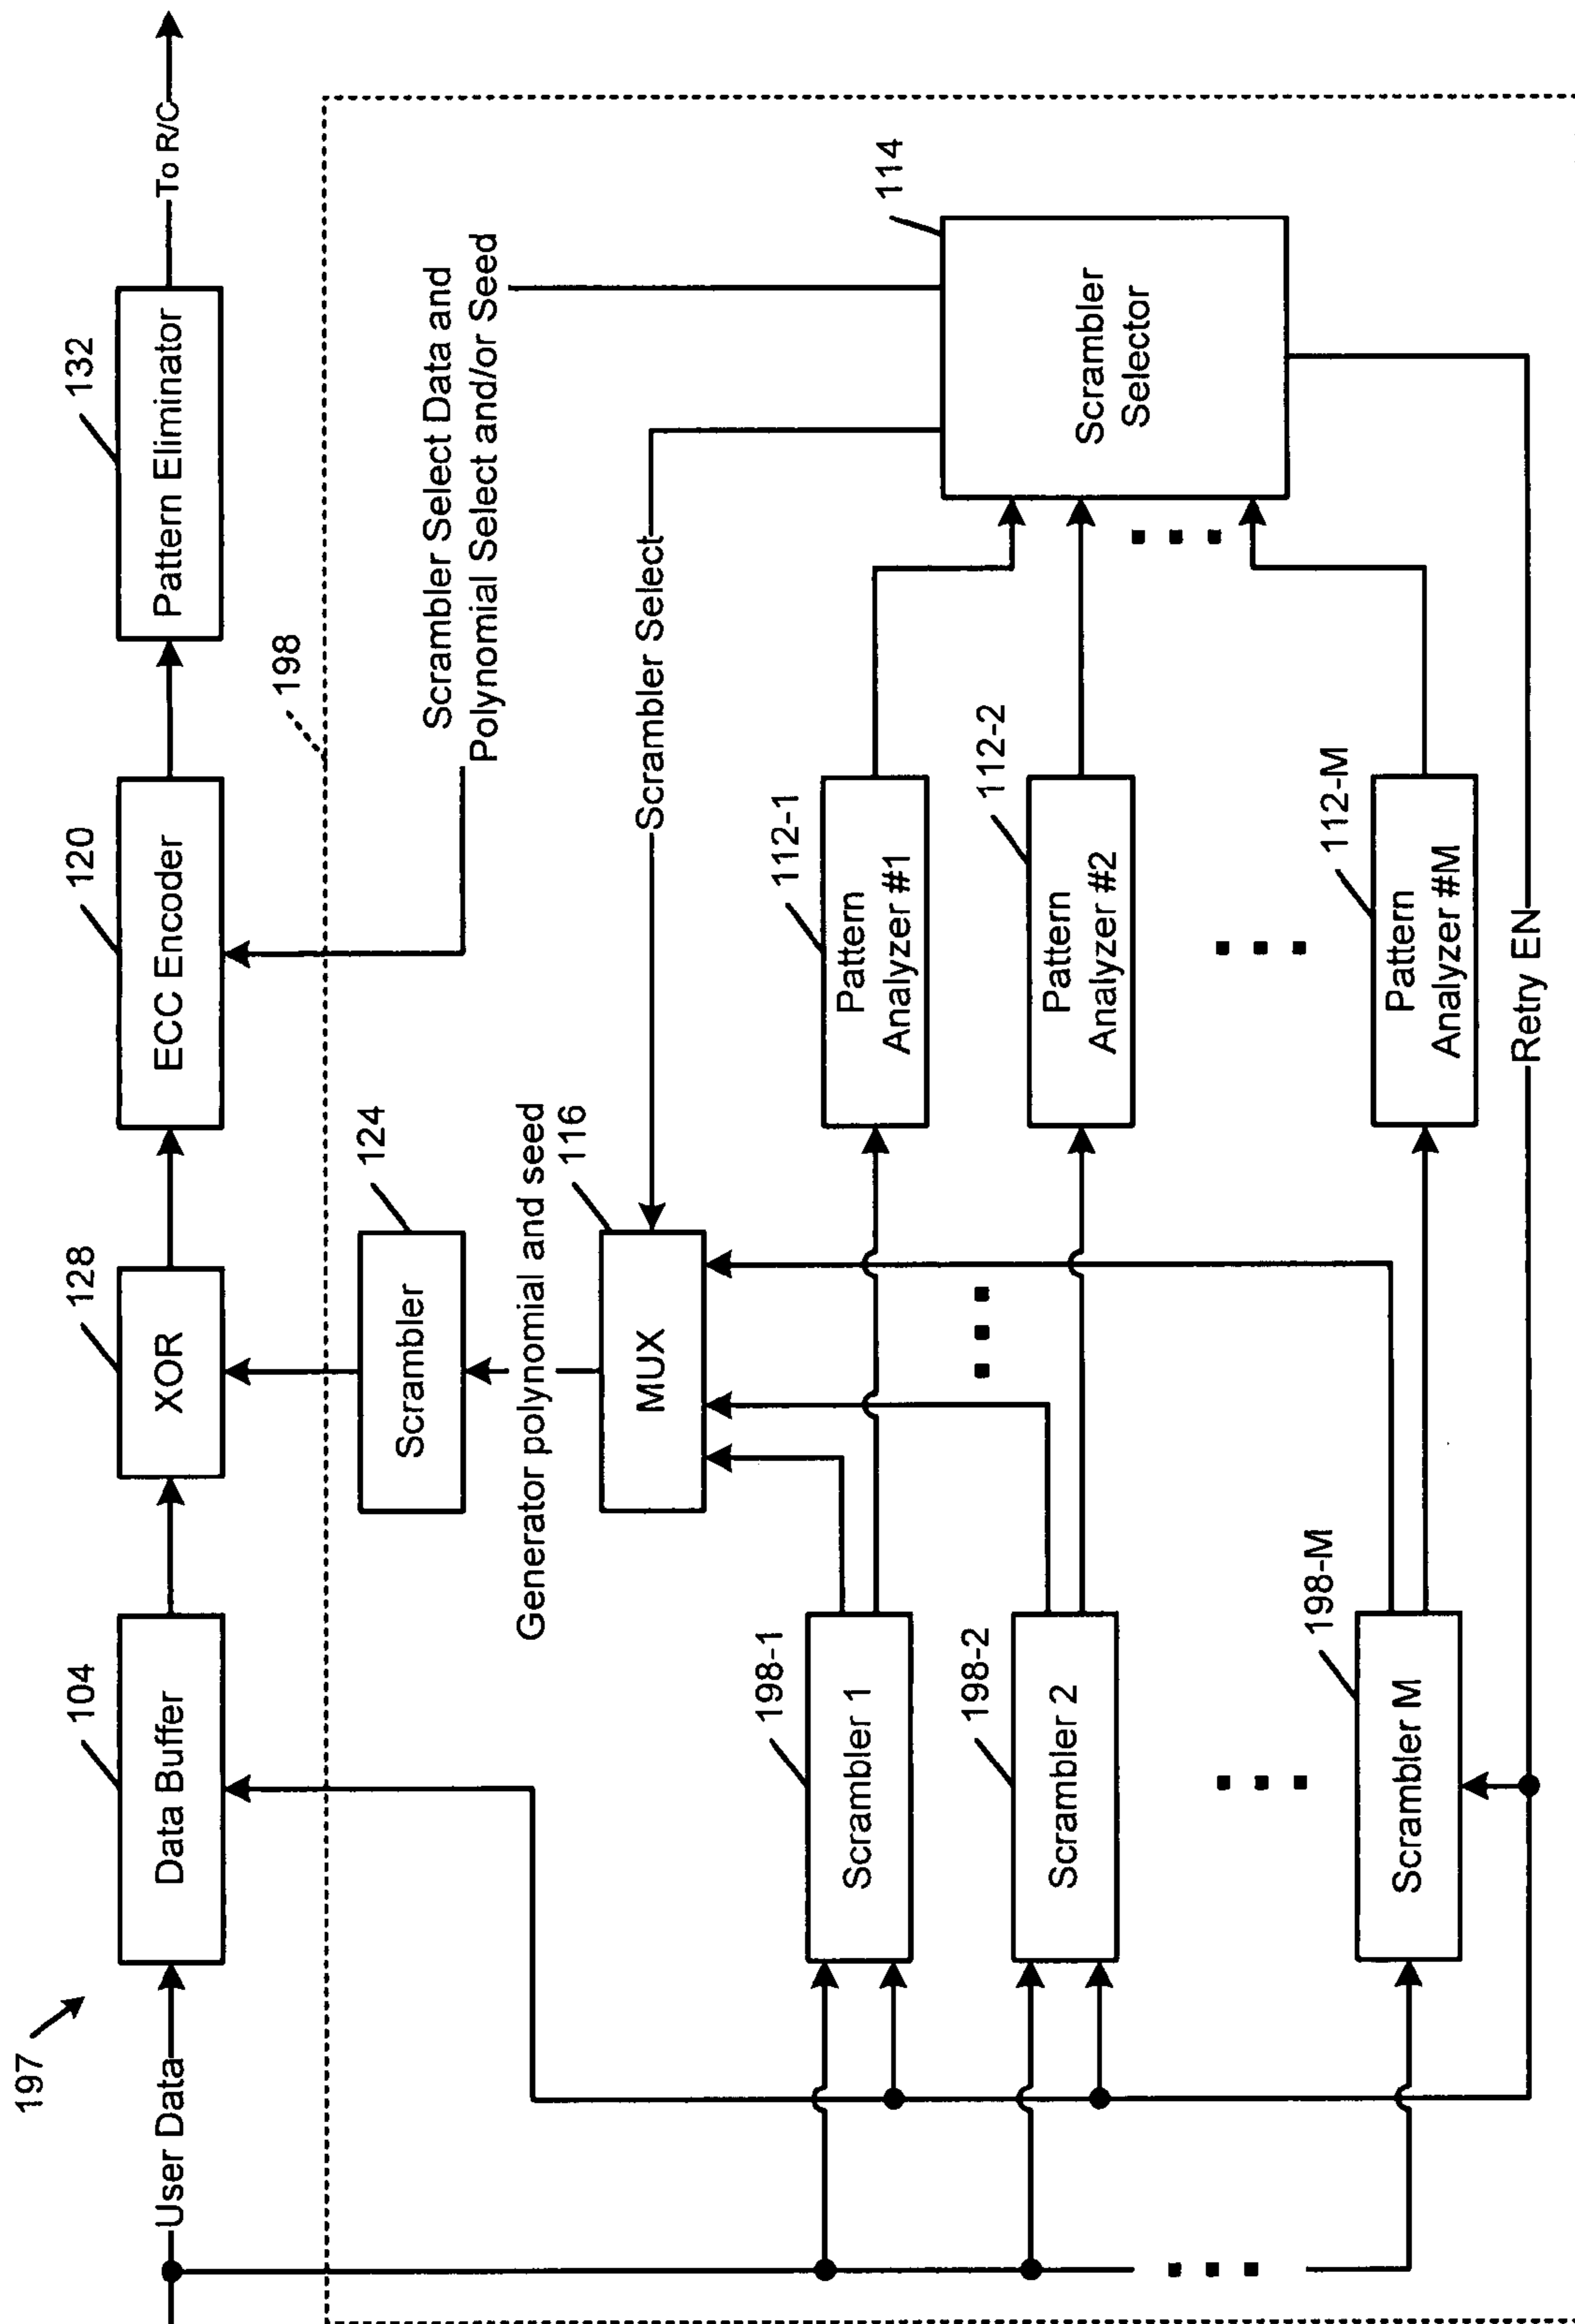 197
User Data
104
Data Buffer
128
XOR
120
ECC Encoder
132
Pattern Eliminator
To R/C
198
124
Scrambler
Scrambler Select Data and
Polynomial Select and/or Seed
Generator polynomial and seed
116
MUX
Scrambler Select
114
Scrambler
Selector
198-1
Scrambler 1
112-1
Pattern
Analyzer #1
198-2
Scrambler 2
112-2
Pattern
Analyzer #2
198-M
Scrambler M
112-M
Pattern
Analyzer #M
Retry EN